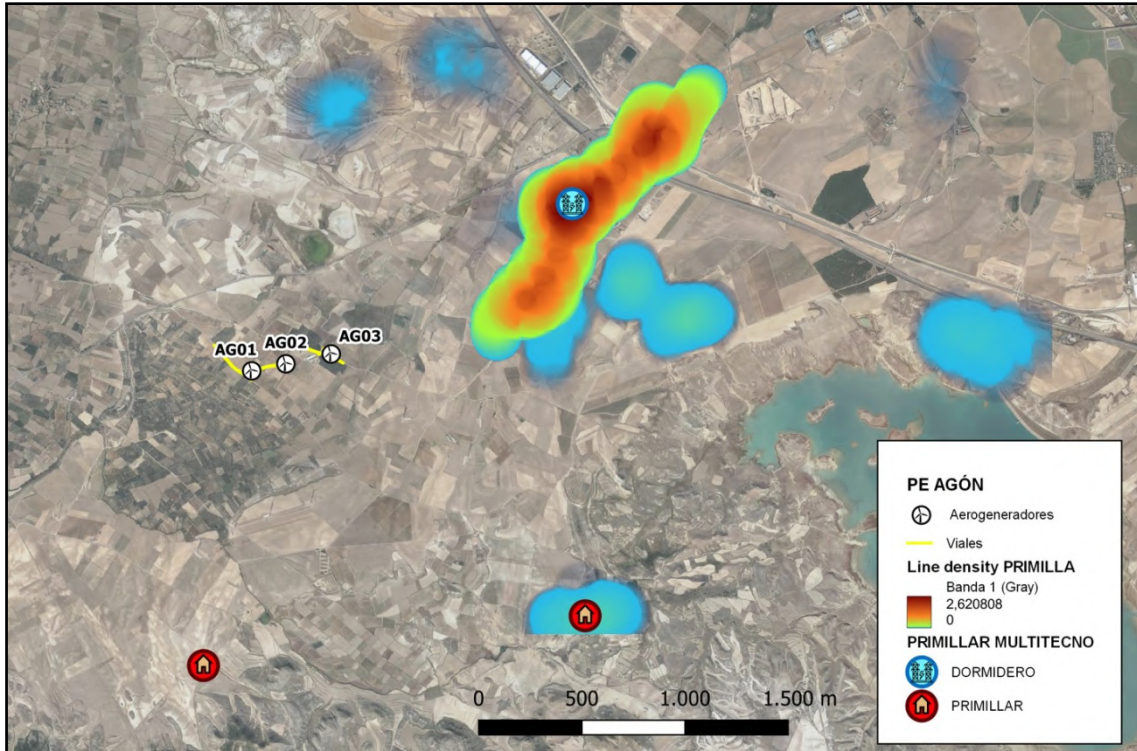 AG01
AG02
AG03
PE AGÓN
Aerogeneradores
Viales
Line density PRIMILLA
Banda 1 (Gray)
2,620808
0
PRIMILLAR MULTITECNO
DORMIDERO
PRIMILLAR
0 500 1.000 1.500 m